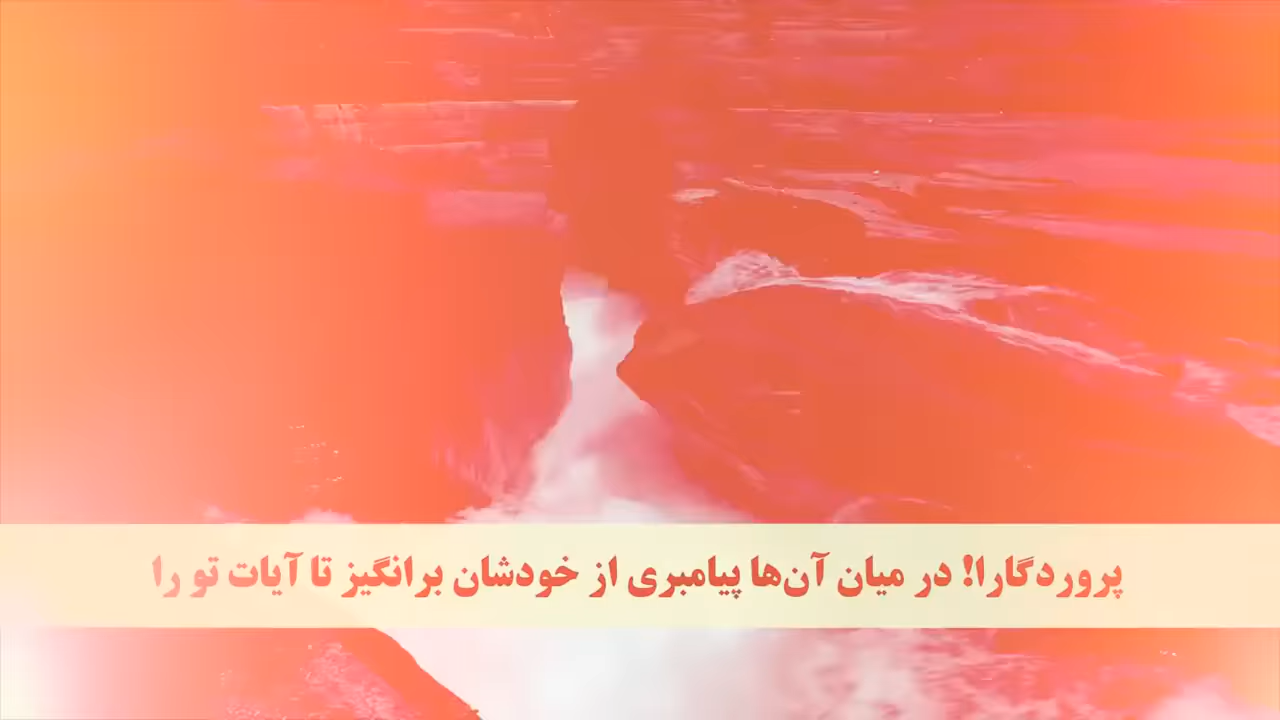 پروردگارا! در میان آن‌ها پیامبری از خودشان برانگیز تا آیات تو را